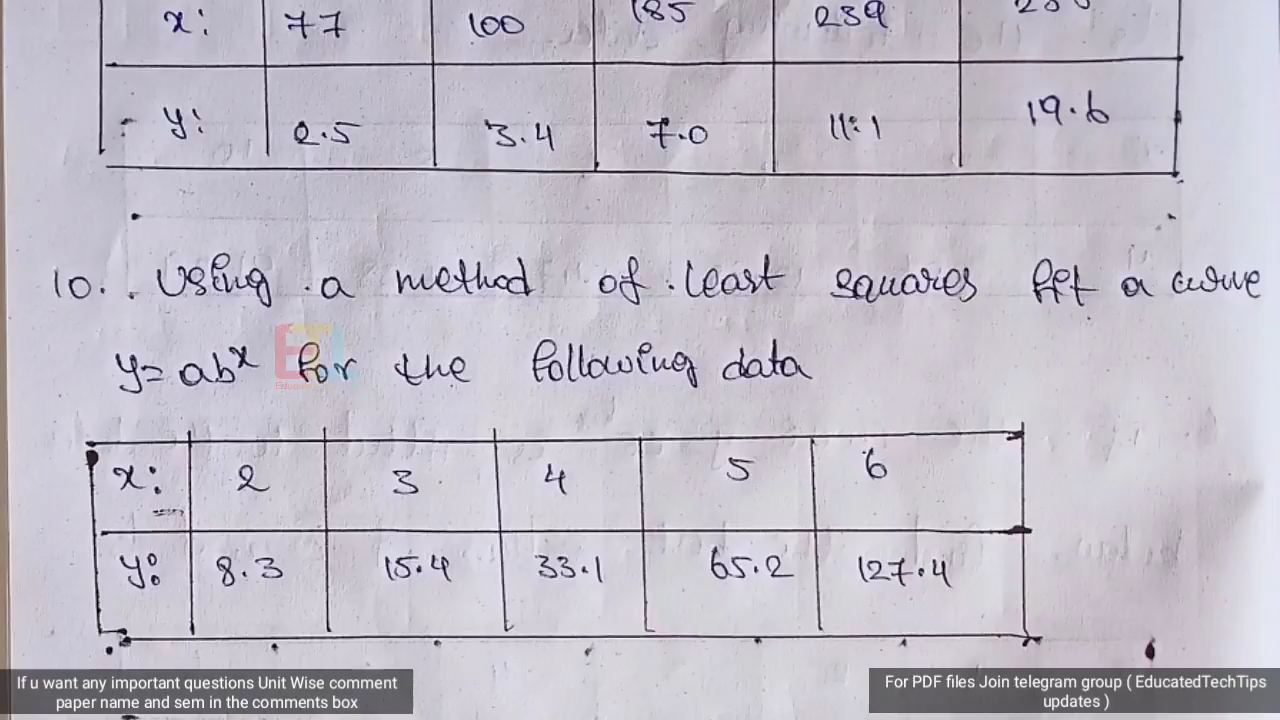 x: 77 100 185 239
y: 2.5 3.4 7.0 11.1 19.6
10. Using a method of least squares fit a curve
y=abˣ for the following data
x: 2 3 4 5 6
y: 8.3 15.4 33.1 65.2 127.4
If u want any important questions Unit Wise comment
paper name and sem in the comments box
For PDF files Join telegram group ( EducatedTechTips
updates )